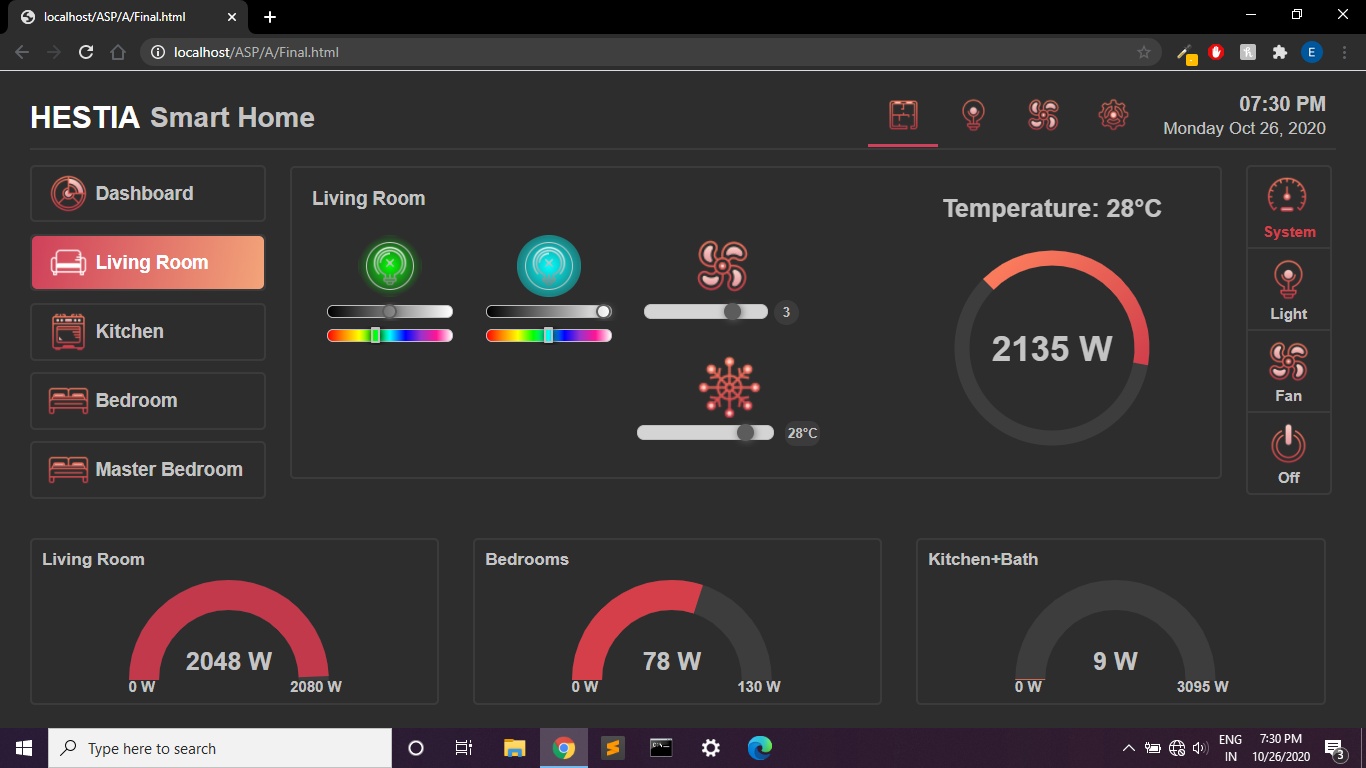 localhost/ASP/A/Final.html
localhost/ASP/A/Final.html
E
HESTIA Smart Home
07:30 PM
Monday Oct 26, 2020
Dashboard
Living Room
Kitchen
Bedroom
Master Bedroom
Living Room
3
28°C
Temperature: 28°C
2135 W
System
Light
Fan
Off
Living Room
2048 W
0 W 2080 W
Bedrooms
78 W
0 W 130 W
Kitchen+Bath
9 W
0 W 3095 W
Type here to search
ENG
IN
7:30 PM
10/26/2020
3